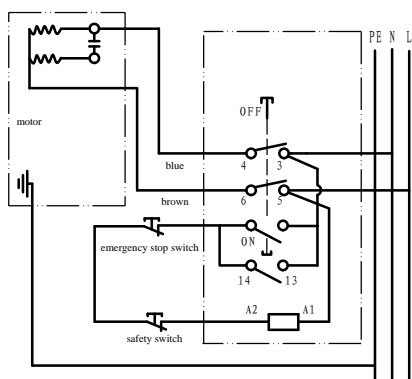 PE N L
OFF
motor
4 3
blue
6 5
brown
emergency stop switch
ON
14 13
A2 A1
safety switch